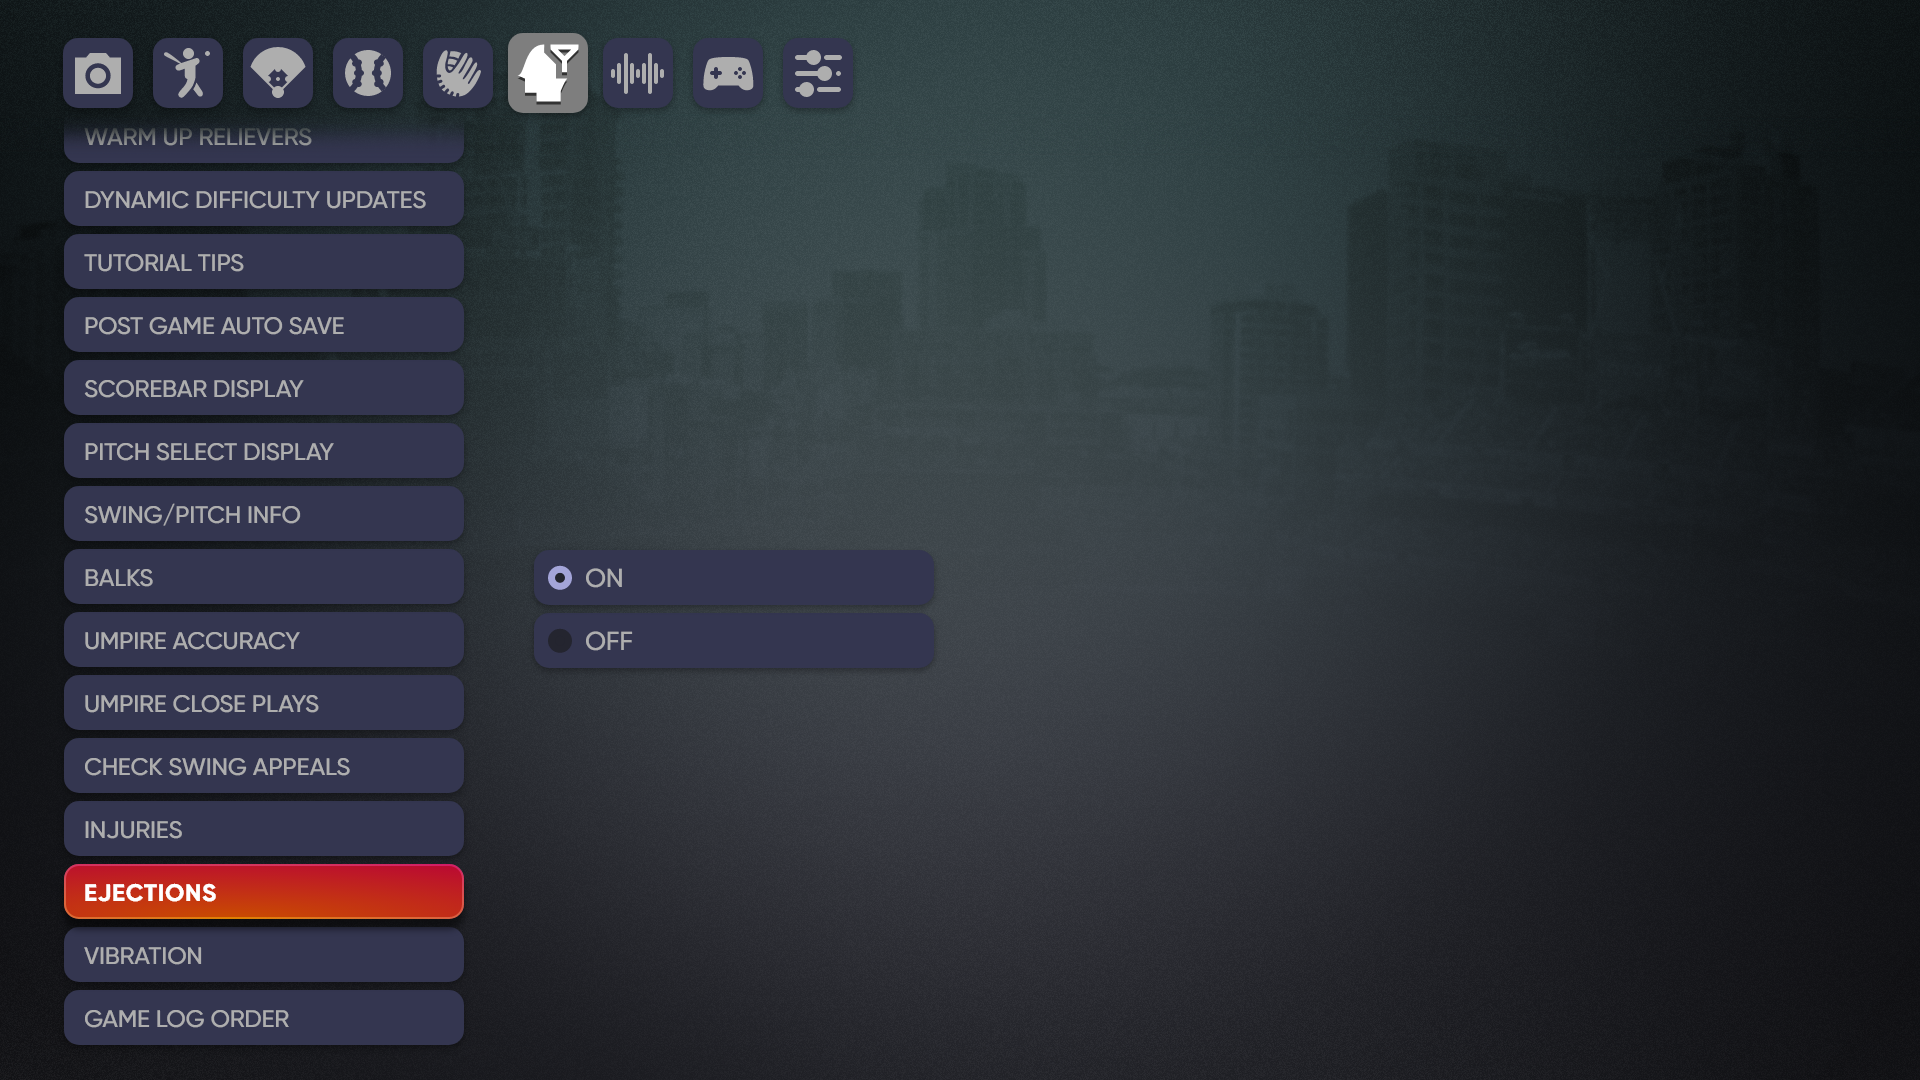 WARM UP RELIEVERS
DYNAMIC DIFFICULTY UPDATES
TUTORIAL TIPS
POST GAME AUTO SAVE
SCOREBAR DISPLAY
PITCH SELECT DISPLAY
SWING/PITCH INFO
BALKS
ON
UMPIRE ACCURACY
OFF
UMPIRE CLOSE PLAYS
CHECK SWING APPEALS
INJURIES
EJECTIONS
VIBRATION
GAME LOG ORDER